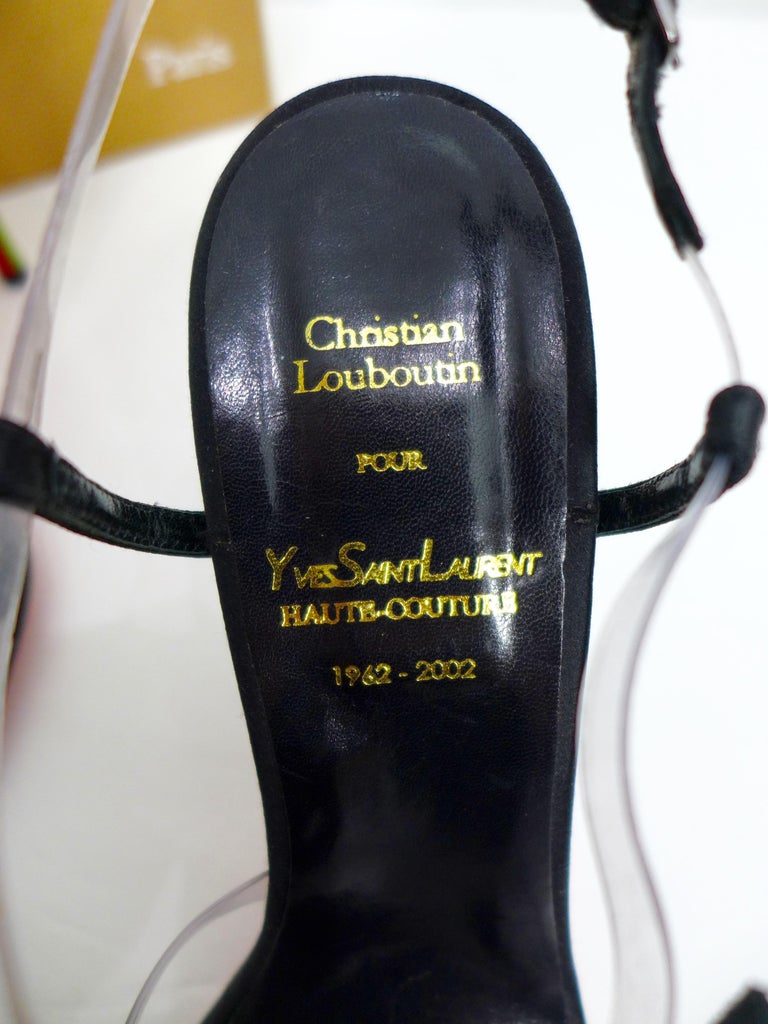 Paris
Christian
Louboutin
POUR
YVESSAINTLAURENT
HAUTE-COUTURE
1962 - 2002